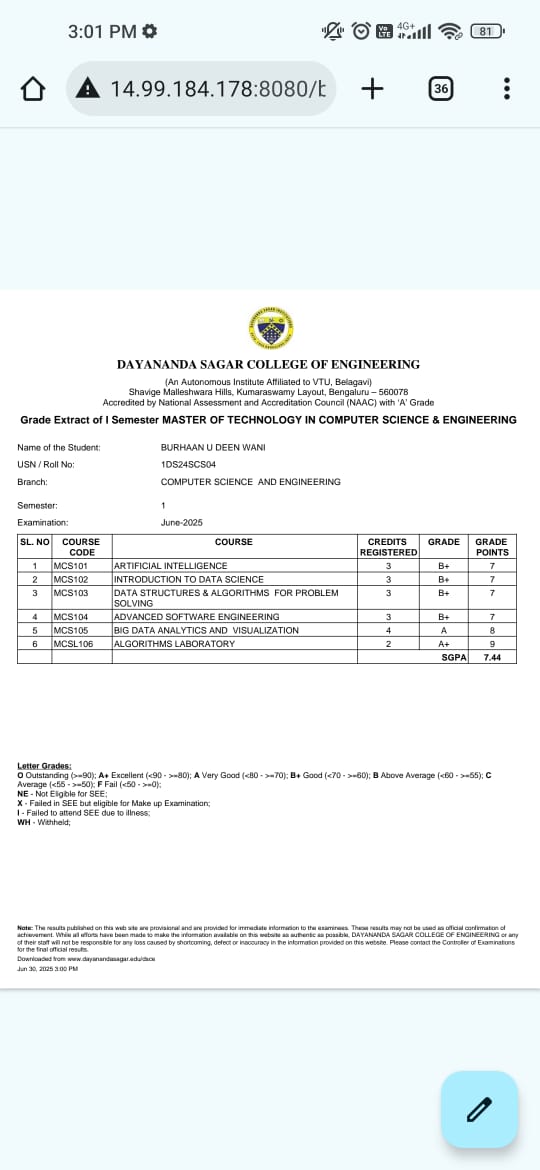 3:01 PM
Vo LTE 4G+ 81
14.99.184.178:8080/b
36
DAYANANDA SAGAR COLLEGE OF ENGINEERING
(An Autonomous Institute Affiliated to VTU, Belagavi)
Shavige Malleshwara Hills, Kumaraswamy Layout, Bengaluru – 560078
Accredited by National Assessment and Accreditation Council (NAAC) with 'A' Grade
Grade Extract of I Semester MASTER OF TECHNOLOGY IN COMPUTER SCIENCE & ENGINEERING
Name of the Student: BURHAAN U DEEN WANI
USN / Roll No: 1DS24SCS04
Branch: COMPUTER SCIENCE AND ENGINEERING
Semester: 1
Examination: June-2025
SL. NO COURSE CODE COURSE CREDITS REGISTERED GRADE GRADE POINTS
1 MCS101 ARTIFICIAL INTELLIGENCE 3 B+ 7
2 MCS102 INTRODUCTION TO DATA SCIENCE 3 B+ 7
3 MCS103 DATA STRUCTURES & ALGORITHMS FOR PROBLEM SOLVING 3 B+ 7
4 MCS104 ADVANCED SOFTWARE ENGINEERING 3 B+ 7
5 MCS105 BIG DATA ANALYTICS AND VISUALIZATION 4 A 8
6 MCSL106 ALGORITHMS LABORATORY 2 A+ 9
SGPA 7.44
Letter Grades:
O Outstanding (>=90); A+ Excellent (<90 - >=80); A Very Good (<80 - >=70); B+ Good (<70 - >=60); B Above Average (<60 - >=55); C
Average (<55 - >=50); F Fail (<50 - >=0);
NE - Not Eligible for SEE;
X - Failed in SEE but eligible for Make up Examination;
I - Failed to attend SEE due to illness;
WH - Withheld;
Note: The results published on this web site are provisional and are provided for immediate information to the examinees. These results may not be used as official confirmation of
achievement. While all efforts have been made to make the information available on this website as authentic as possible, DAYANANDA SAGAR COLLEGE OF ENGINEERING or any
of their staff will not be responsible for any loss caused by shortcoming, defect or inaccuracy in the information provided on this website. Please contact the Controller of Examinations
for the final official results.
Downloaded from www.dayanandasagar.edu/dsce
Jun 30, 2025 3:00 PM